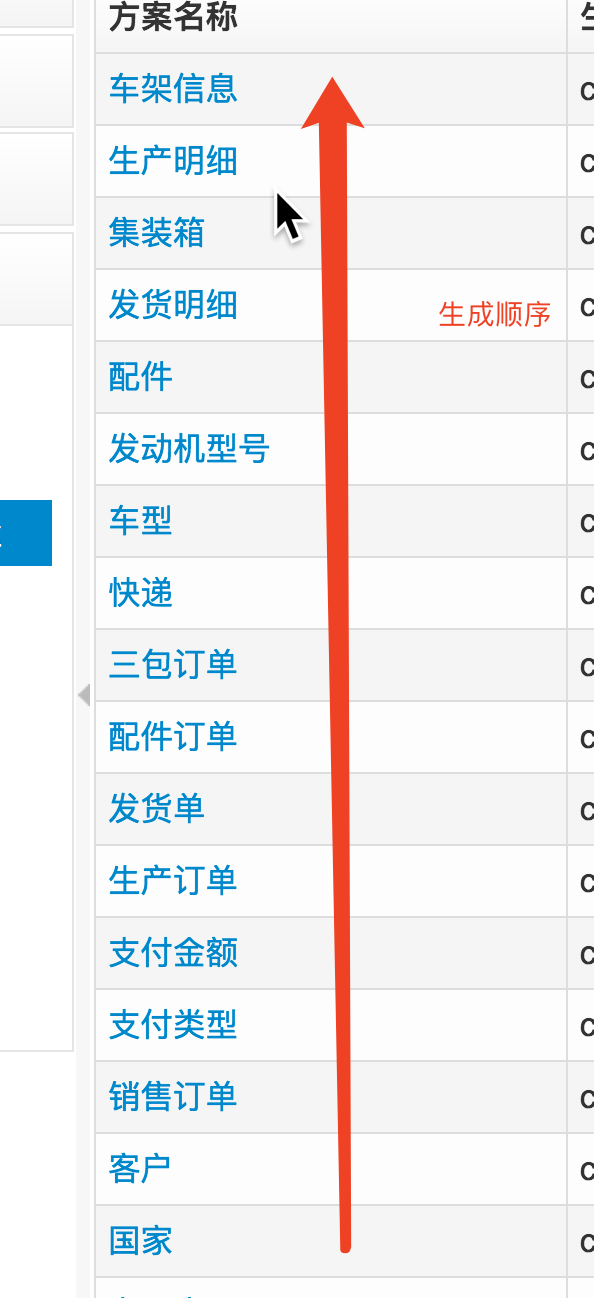 方案名称
车架信息
生产明细
集装箱
发货明细
生成顺序
配件
发动机型号
车型
快递
三包订单
配件订单
发货单
生产订单
支付金额
支付类型
销售订单
客户
国家